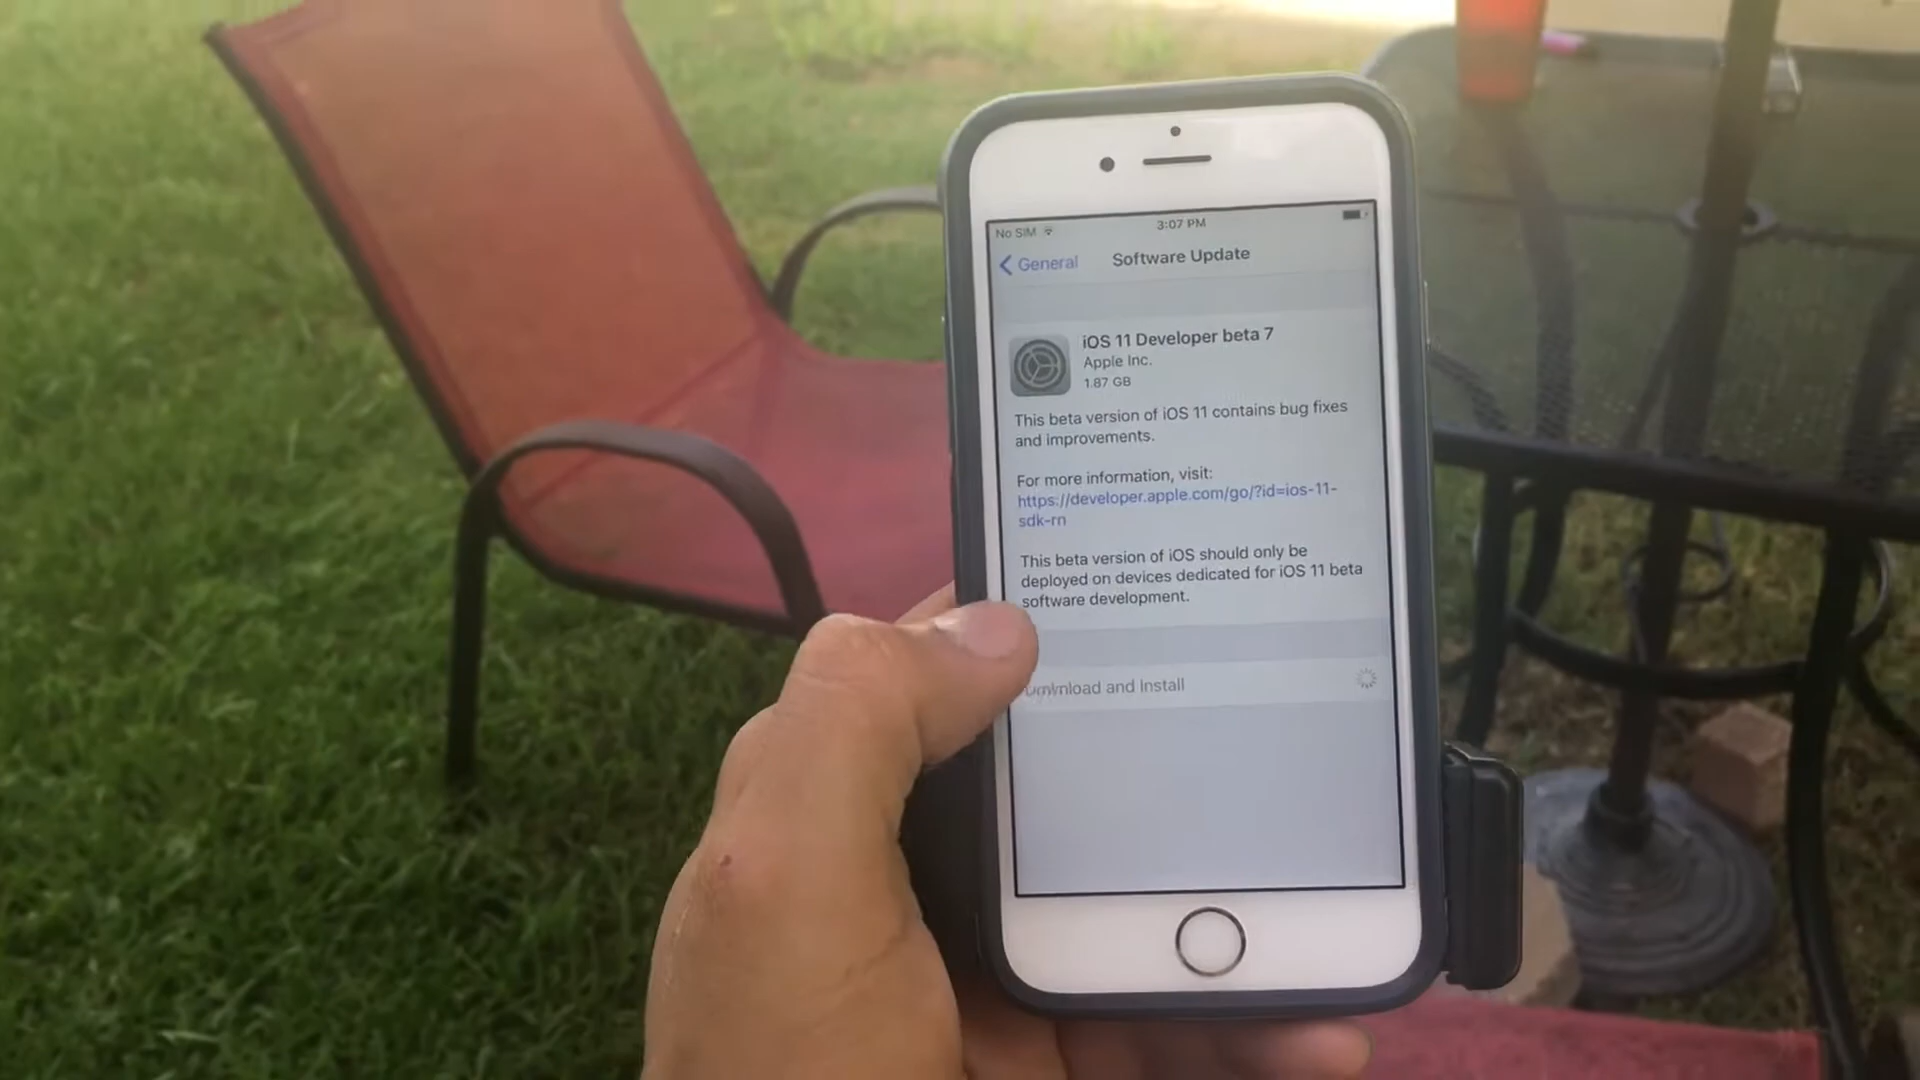 No SIM 3:07 PM
General Software Update
iOS 11 Developer beta 7
Apple Inc.
1.87 GB
This beta version of iOS 11 contains bug fixes
and improvements.
For more information, visit:
https://developer.apple.com/go/?id=ios-11-
sdk-rn
This beta version of iOS should only be
deployed on devices dedicated for iOS 11 beta
software development.
Download and Install